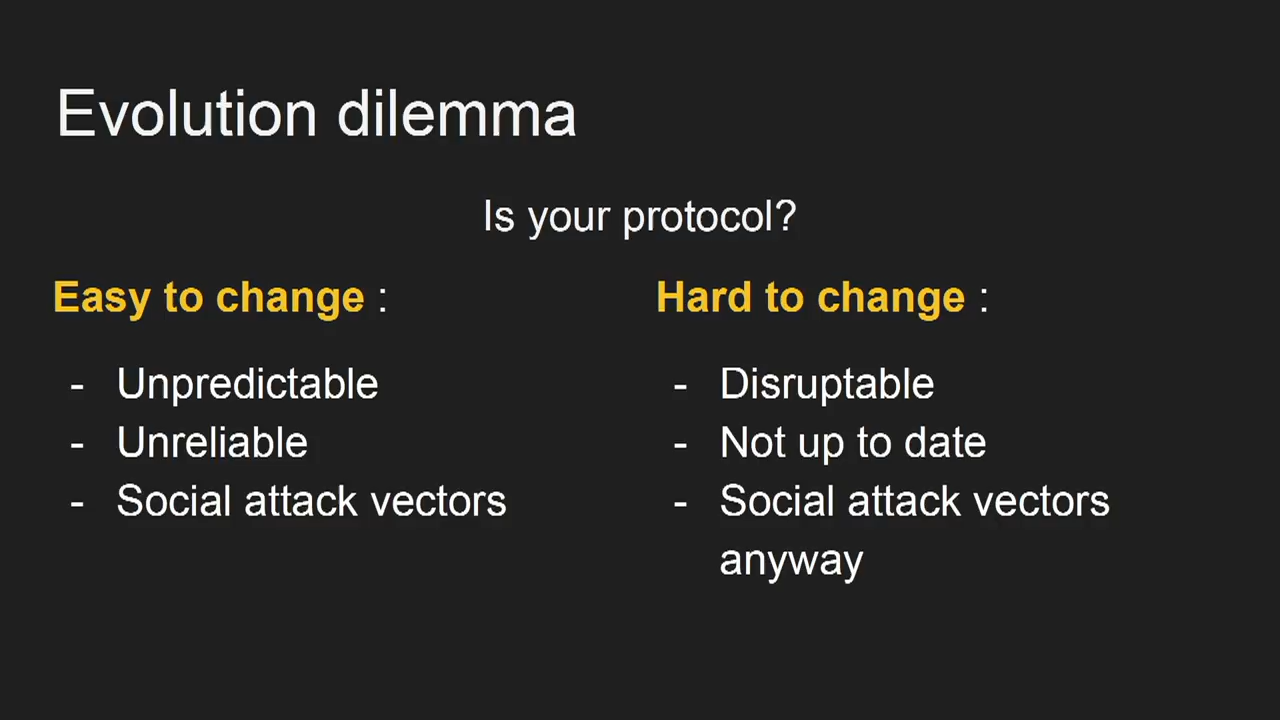 Evolution dilemma
Is your protocol?
Easy to change :
- Unpredictable
- Unreliable
- Social attack vectors
Hard to change :
- Disruptable
- Not up to date
- Social attack vectors
anyway